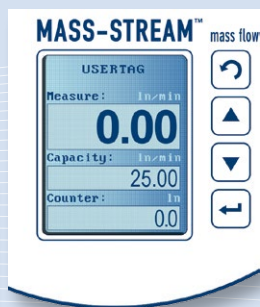 MASS-STREAM™ mass flow
USERTAG
Measure: ln/min
0.00
Capacity: ln/min
25.00
Counter: ln
0.0